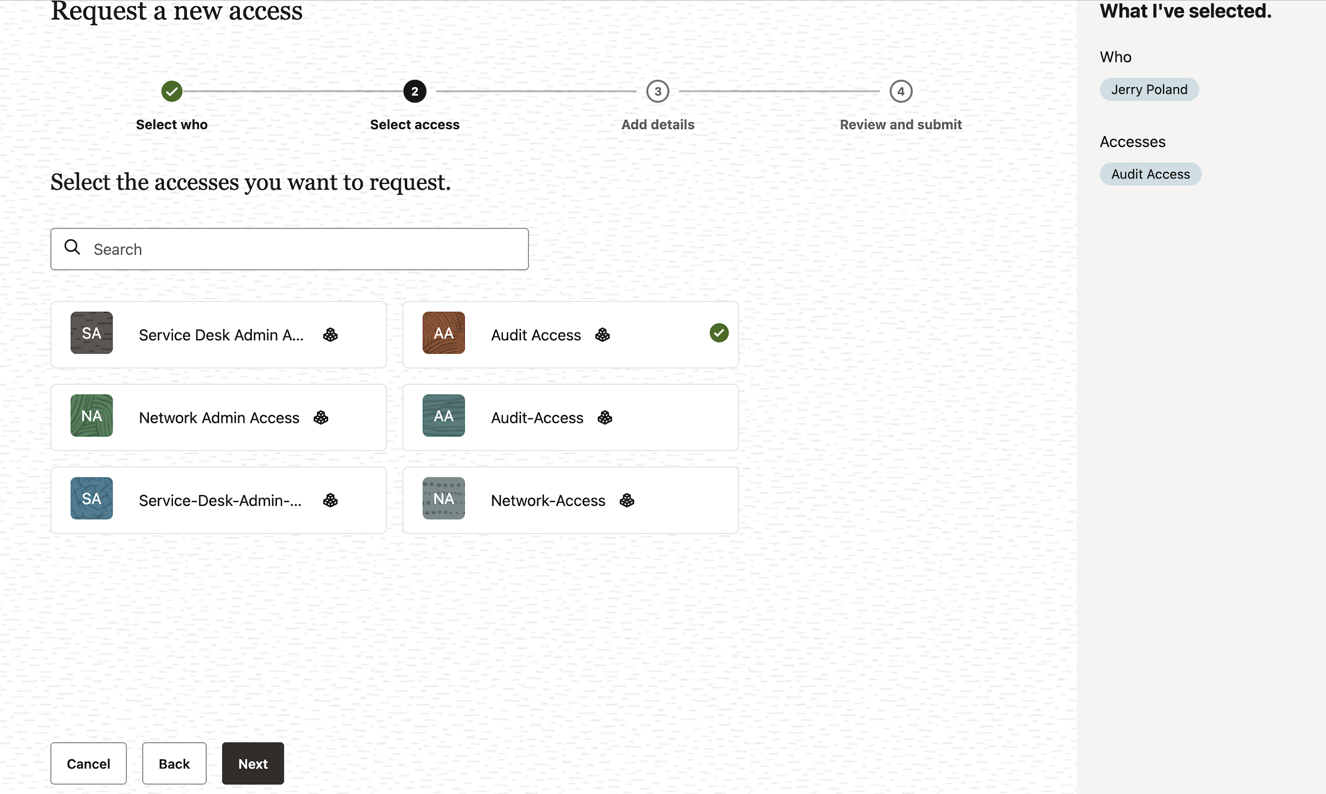 Request a new access
2
3
4
Select who
Select access
Add details
Review and submit
Select the accesses you want to request.
Search
SA
Service Desk Admin A...
AA
Audit Access
NA
Network Admin Access
AA
Audit-Access
SA
Service-Desk-Admin-...
NA
Network-Access
Cancel
Back
Next
What I've selected.
Who
Jerry Poland
Accesses
Audit Access